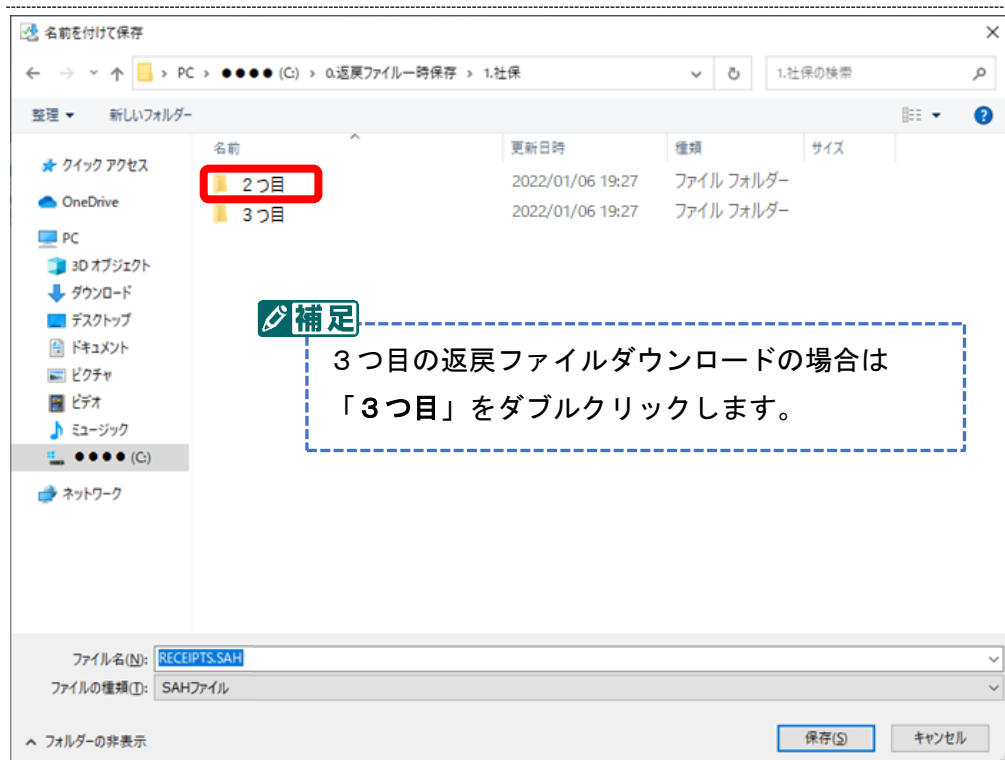 名前を付けて保存
PC › ●●●● (C:) › 0.返戻ファイル一時保存 › 1.社保
1.社保の検索
整理 新しいフォルダー
名前 更新日時 種類 サイズ
クイック アクセス
２つ目 2022/01/06 19:27 ファイル フォルダー
OneDrive
３つ目 2022/01/06 19:27 ファイル フォルダー
PC
3D オブジェクト
ダウンロード
デスクトップ
ドキュメント
ピクチャ
ビデオ
ミュージック
●●●● (C:)
ネットワーク
補足
３つ目の返戻ファイルダウンロードの場合は
「３つ目」をダブルクリックします。
ファイル名(N): RECEIPTS.SAH
ファイルの種類(T): SAHファイル
フォルダーの非表示
保存(S) キャンセル